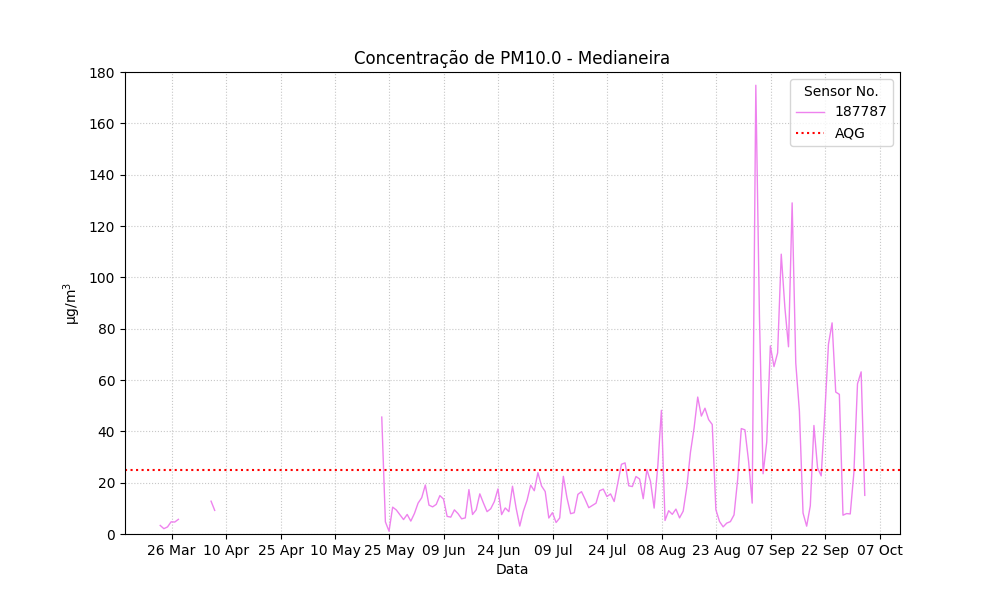 Concentração de PM10.0 - Medianeira
Sensor No.
187787
AQG
180
160
140
120
100
80
60
40
20
0
µg/m³
26 Mar 10 Apr 25 Apr 10 May 25 May 09 Jun 24 Jun 09 Jul 24 Jul 08 Aug 23 Aug 07 Sep 22 Sep 07 Oct
Data